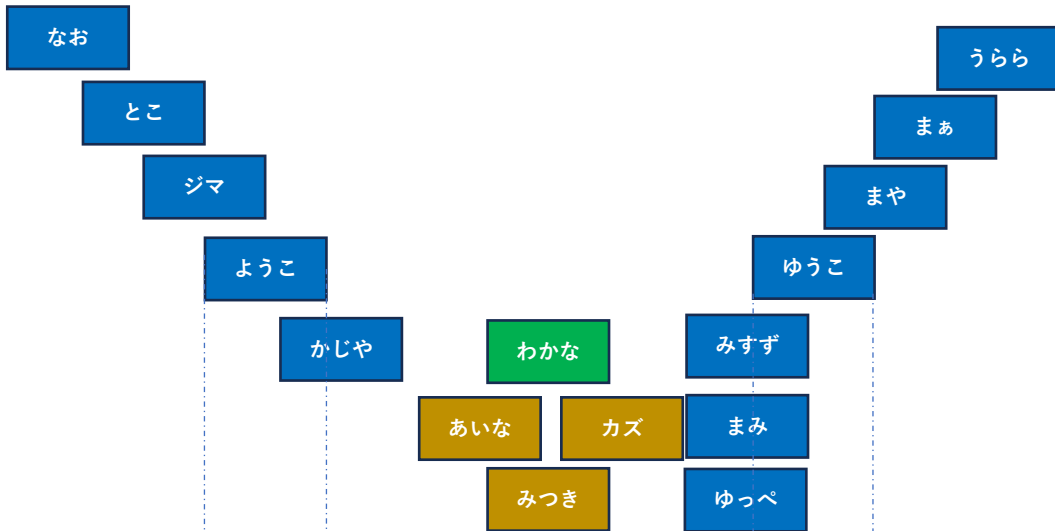 なお
うらら
とこ
まぁ
ジマ
まや
ようこ
ゆうこ
かじや
わかな
みすず
あいな
カズ
まみ
みつき
ゆっぺ